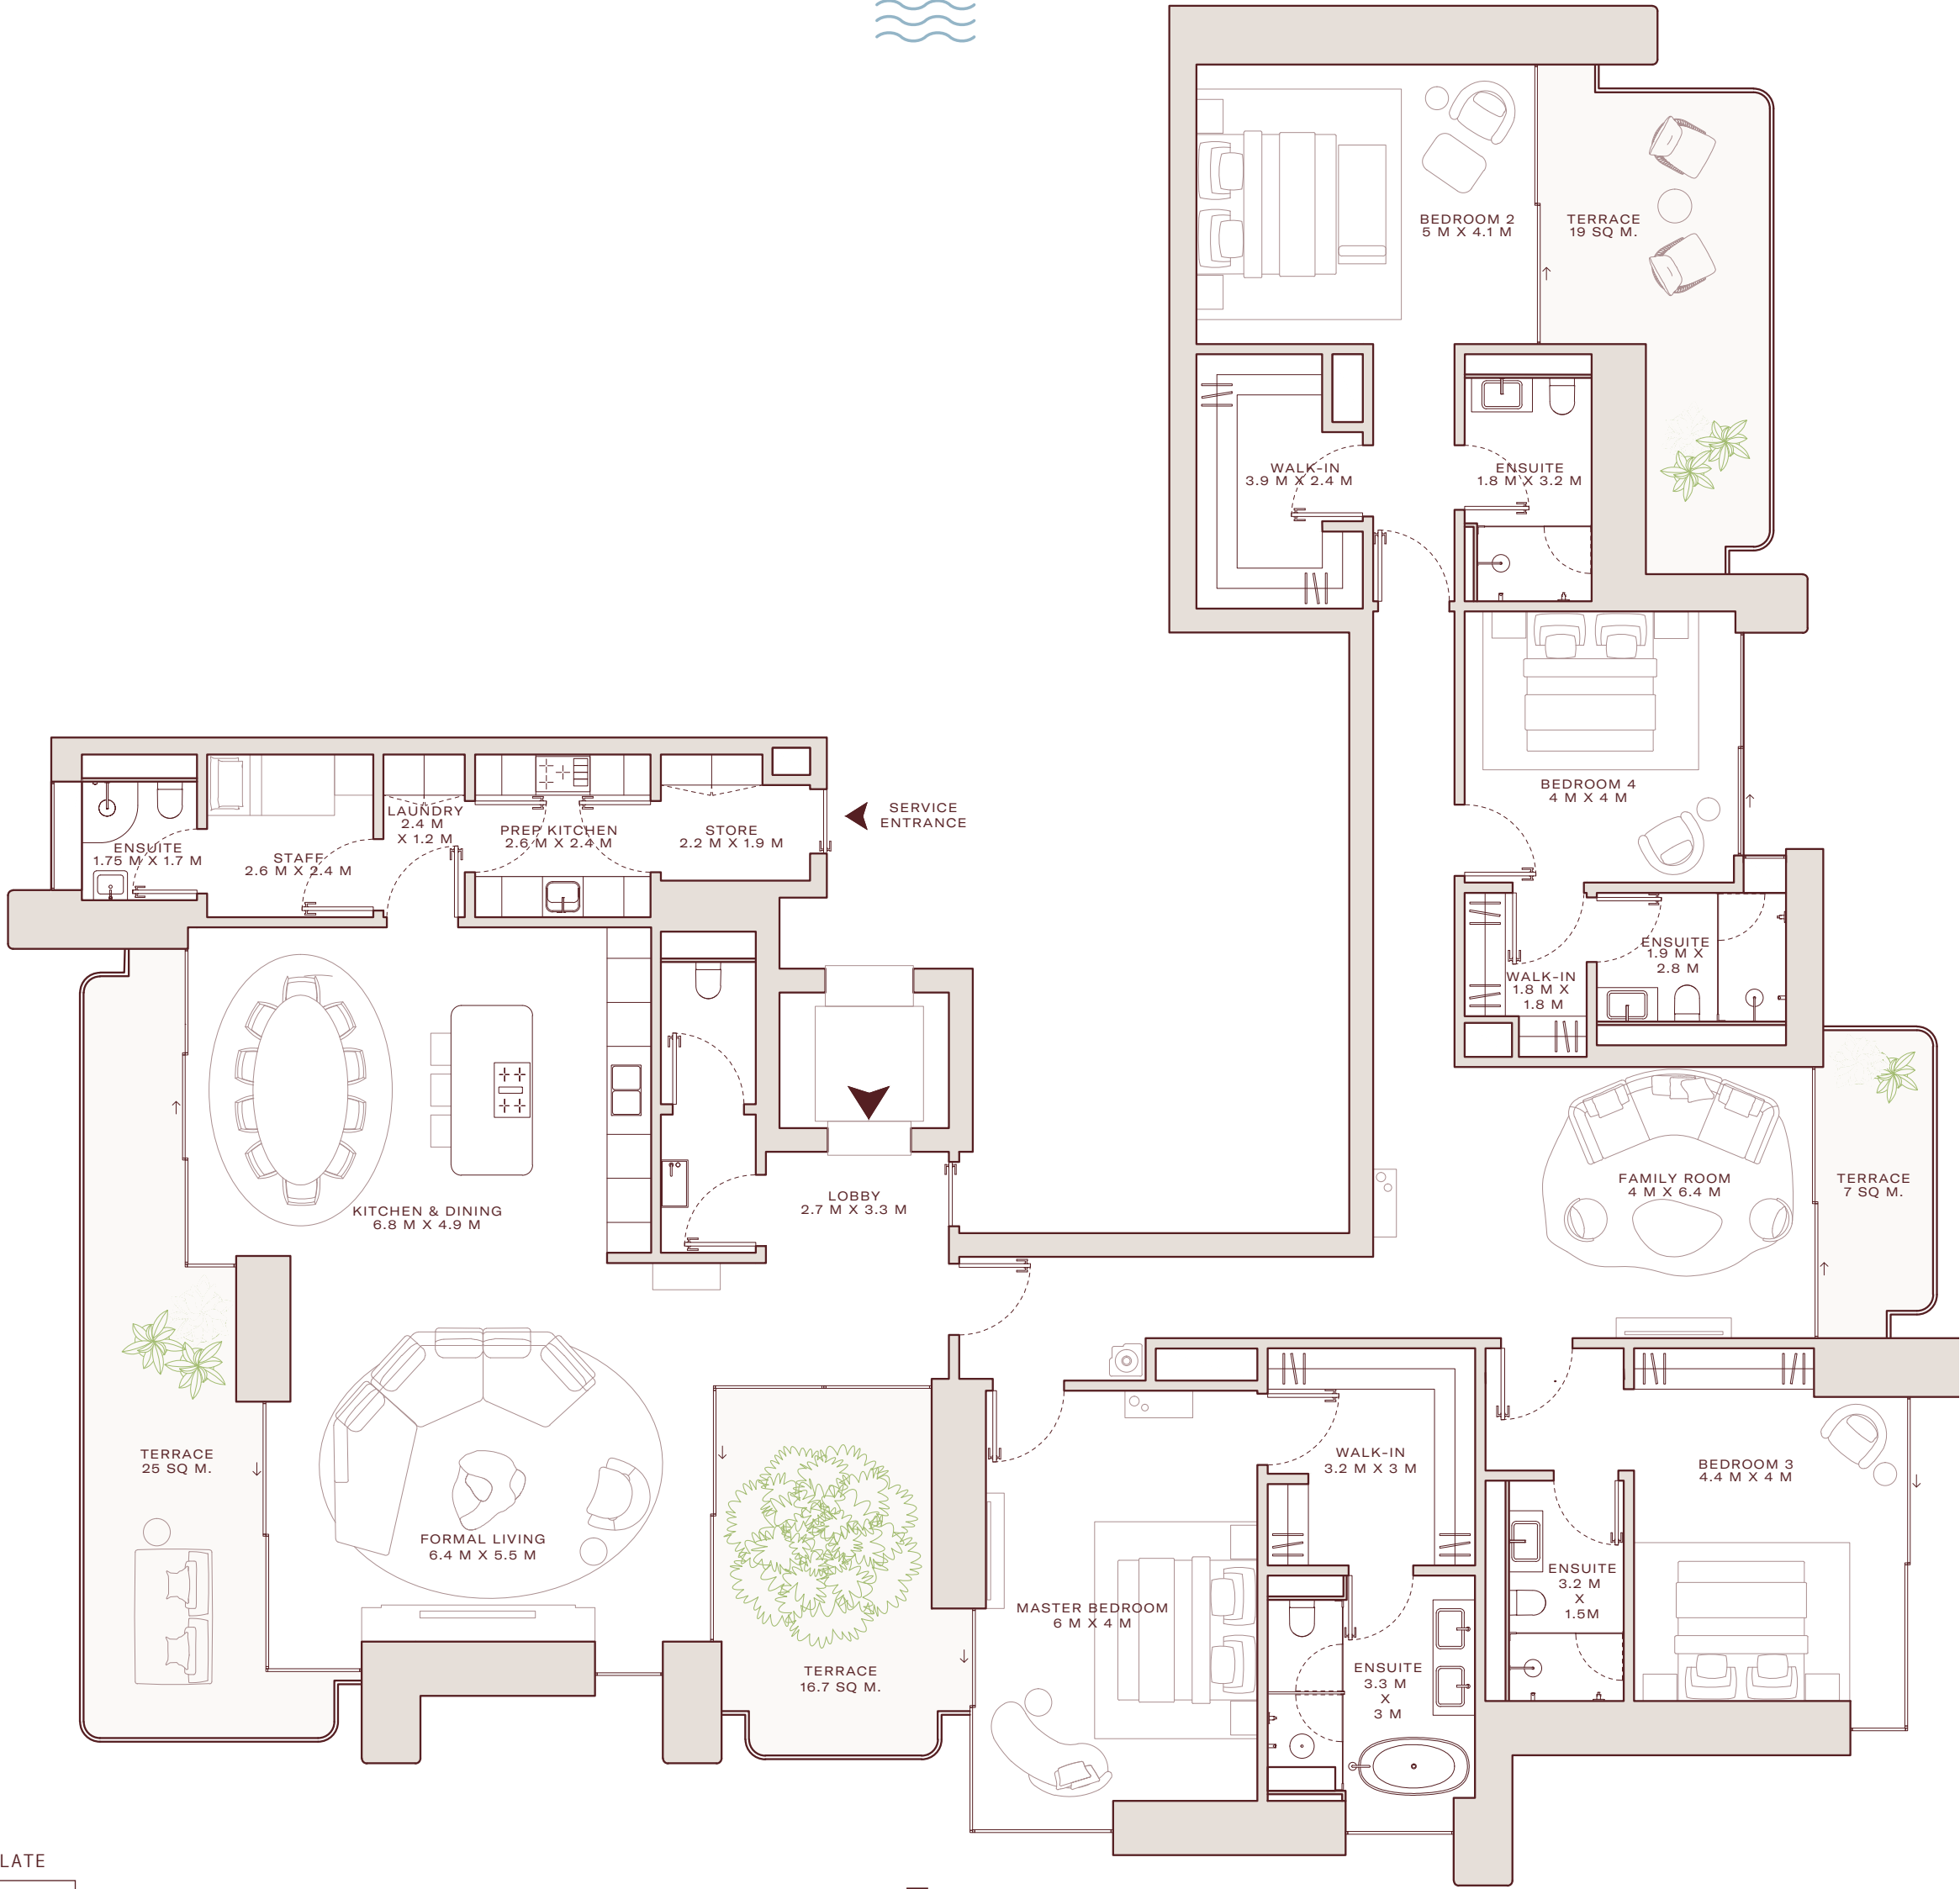 BEDROOM 2
5 M X 4.1 M
TERRACE
19 SQ M.
WALK-IN
3.9 M X 2.4 M
ENSUITE
1.8 M X 3.2 M
BEDROOM 4
4 M X 4 M
SERVICE
ENTRANCE
LAUNDRY
2.4 M
X 1.2 M
PREP KITCHEN
2.6 M X 2.4 M
STORE
2.2 M X 1.9 M
ENSUITE
1.75 M X 1.7 M
STAFF
2.6 M X 2.4 M
ENSUITE
1.9 M X
2.8 M
WALK-IN
1.8 M X
1.8 M
FAMILY ROOM
4 M X 6.4 M
TERRACE
7 SQ M.
LOBBY
2.7 M X 3.3 M
KITCHEN & DINING
6.8 M X 4.9 M
TERRACE
25 SQ M.
WALK-IN
3.2 M X 3 M
BEDROOM 3
4.4 M X 4 M
FORMAL LIVING
6.4 M X 5.5 M
ENSUITE
3.2 M
X
1.5M
MASTER BEDROOM
6 M X 4 M
TERRACE
16.7 SQ M.
ENSUITE
3.3 M
X
3 M
LATE